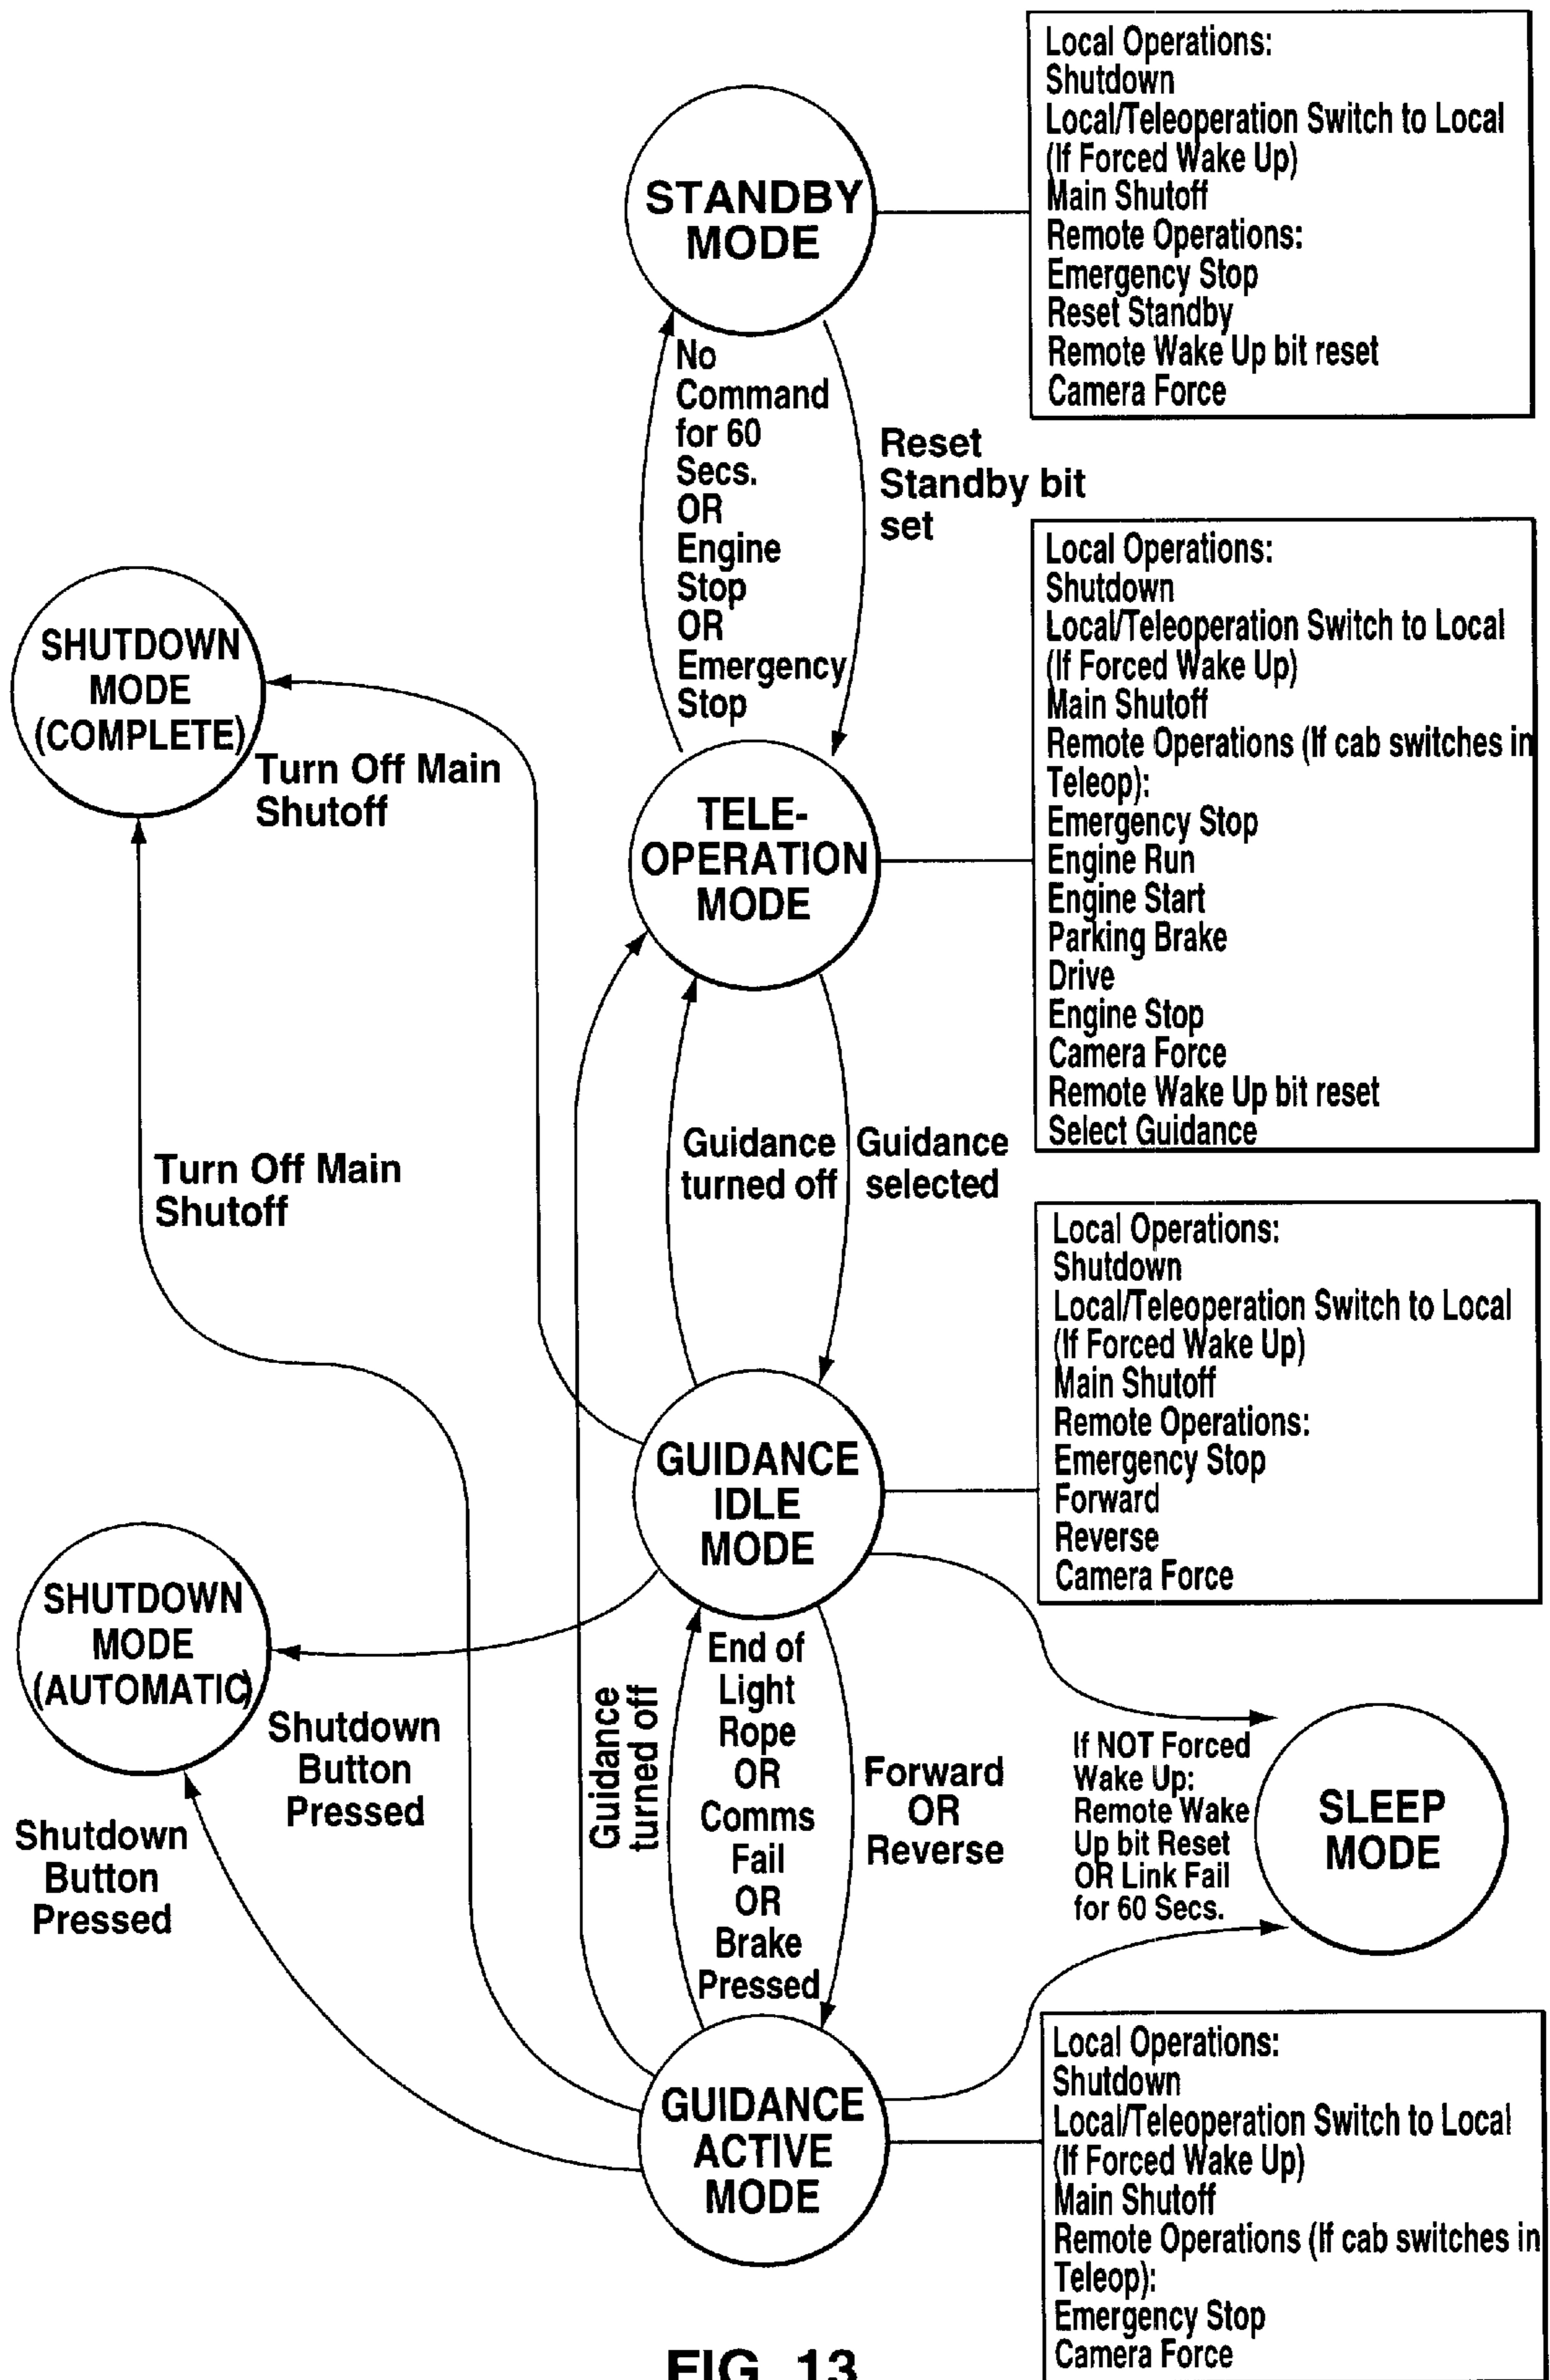 Local Operations:
Shutdown
Local/Teleoperation Switch to Local
(If Forced Wake Up)
Main Shutoff
Remote Operations:
Emergency Stop
Reset Standby
Remote Wake Up bit reset
Camera Force
STANDBY
MODE
No
Command
for 60
Secs.
OR
Engine
Stop
OR
Emergency
Stop
Reset
Standby bit
set
Local Operations:
Shutdown
Local/Teleoperation Switch to Local
(If Forced Wake Up)
Main Shutoff
Remote Operations (If cab switches in
Teleop):
Emergency Stop
Engine Run
Engine Start
Parking Brake
Drive
Engine Stop
Camera Force
Remote Wake Up bit reset
Select Guidance
SHUTDOWN
MODE
(COMPLETE)
Turn Off Main
Shutoff
TELE-
OPERATION
MODE
Turn Off Main
Shutoff
Guidance
turned off
Guidance
selected
Local Operations:
Shutdown
Local/Teleoperation Switch to Local
(If Forced Wake Up)
Main Shutoff
Remote Operations:
Emergency Stop
Forward
Reverse
Camera Force
GUIDANCE
IDLE
MODE
SHUTDOWN
MODE
(AUTOMATIC)
Shutdown
Button
Pressed
Shutdown
Button
Pressed
Guidance
turned off
End of
Light
Rope
OR
Comms
Fail
OR
Brake
Pressed
Forward
OR
Reverse
If NOT Forced
Wake Up:
Remote Wake
Up bit Reset
OR Link Fail
for 60 Secs.
SLEEP
MODE
GUIDANCE
ACTIVE
MODE
Local Operations:
Shutdown
Local/Teleoperation Switch to Local
(If Forced Wake Up)
Main Shutoff
Remote Operations (If cab switches in
Teleop):
Emergency Stop
Camera Force
FIG. 13